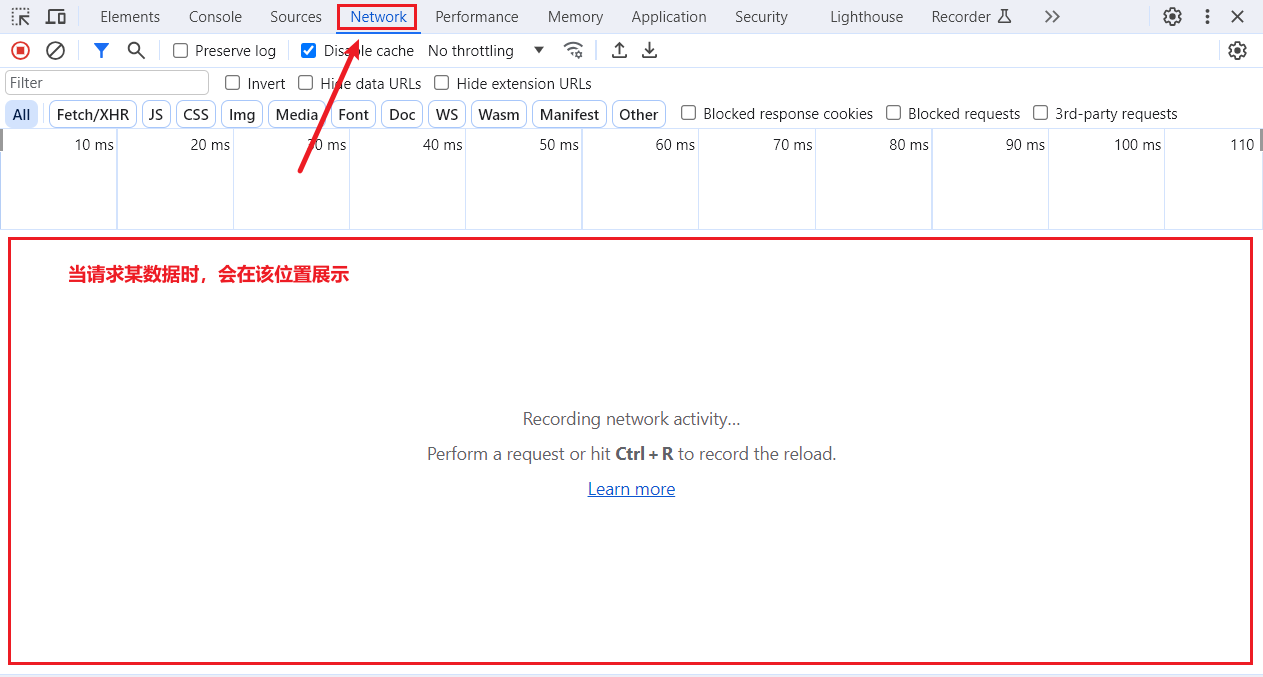 Elements Console Sources Network Performance Memory Application Security Lighthouse Recorder
Preserve log Disable cache No throttling
Filter Invert Hide data URLs Hide extension URLs
All Fetch/XHR JS CSS Img Media Font Doc WS Wasm Manifest Other Blocked response cookies Blocked requests 3rd-party requests
10 ms 20 ms 30 ms 40 ms 50 ms 60 ms 70 ms 80 ms 90 ms 100 ms 110
当请求某数据时，会在该位置展示
Recording network activity…
Perform a request or hit Ctrl + R to record the reload.
Learn more